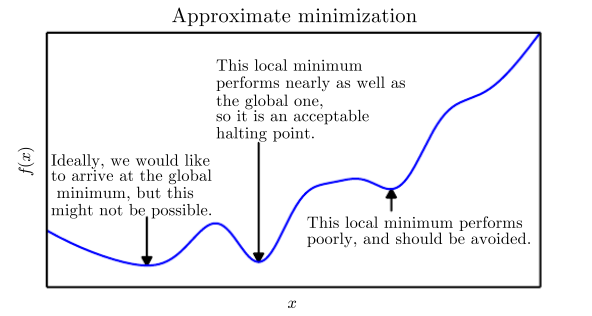 Approximate minimization
This local minimum
performs nearly as well as
the global one,
so it is an acceptable
halting point.
Ideally, we would like
to arrive at the global
minimum, but this
might not be possible.
This local minimum performs
poorly, and should be avoided.
f(x)
x